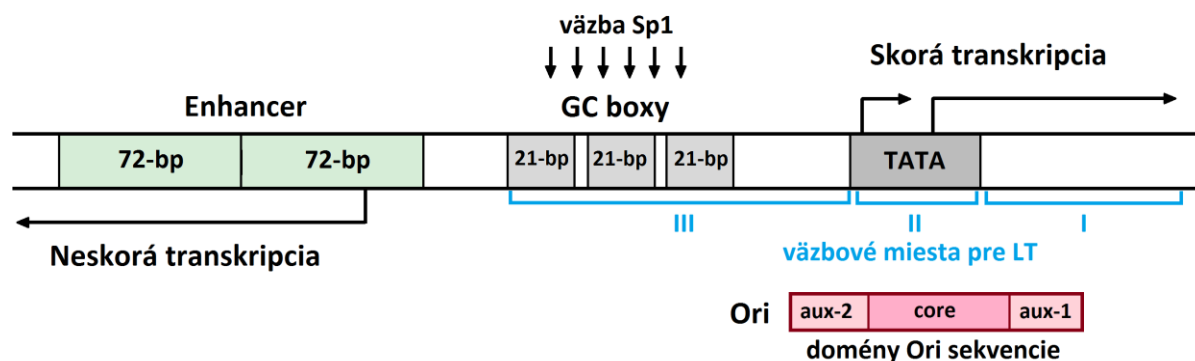 väzba Sp1
Skorá transkripcia
Enhancer
GC boxy
72-bp
72-bp
21-bp
21-bp
21-bp
TATA
III
II
I
Neskorá transkripcia
väzbové miesta pre LT
Ori
aux-2
core
aux-1
domény Ori sekvencie